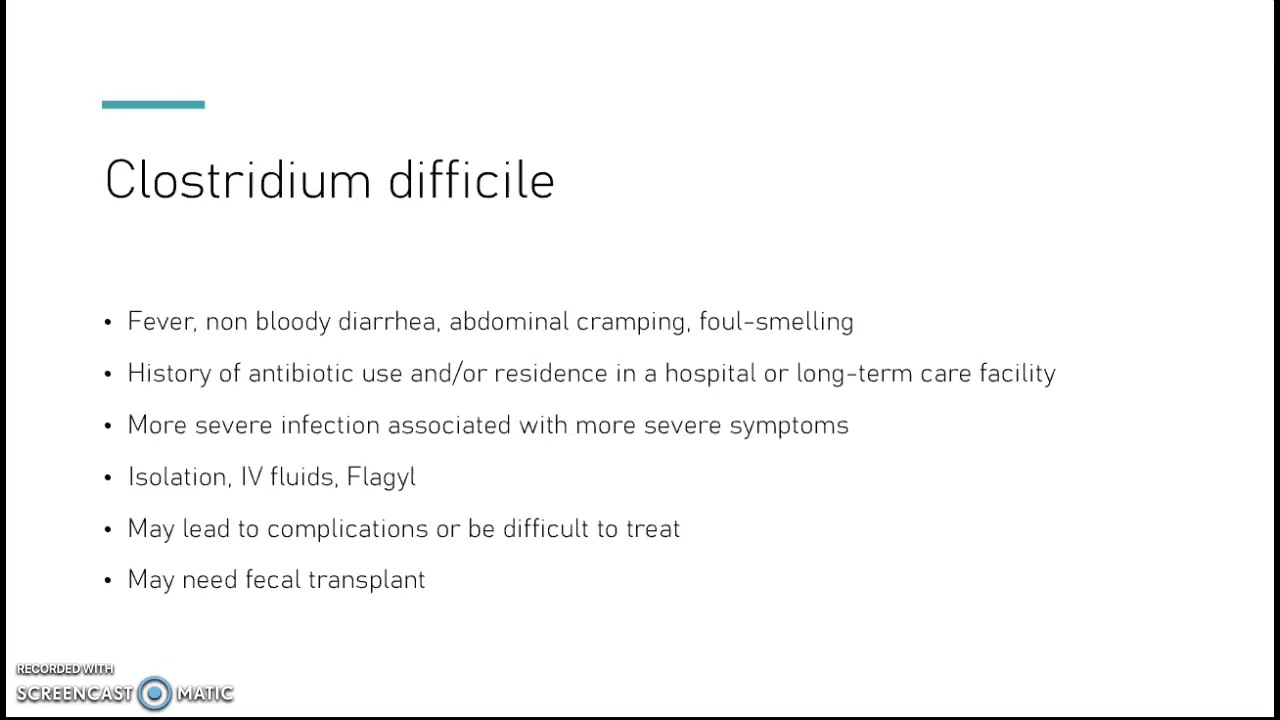 Clostridium difficile
• Fever, non bloody diarrhea, abdominal cramping, foul-smelling
• History of antibiotic use and/or residence in a hospital or long-term care facility
• More severe infection associated with more severe symptoms
• Isolation, IV fluids, Flagyl
• May lead to complications or be difficult to treat
• May need fecal transplant
RECORDED WITH
SCREENCAST MATIC